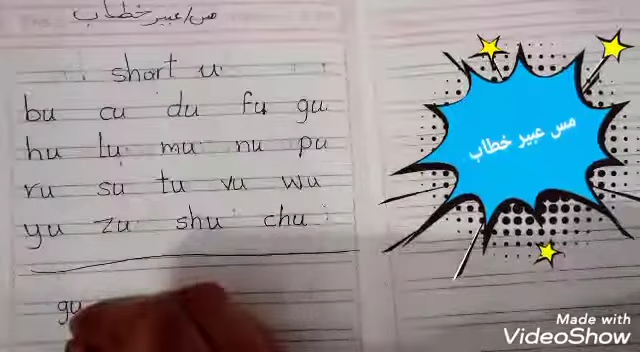 مس/عبير خطاب
short u
bu cu du fu gu
hu lu mu nu pu
ru su tu vu wu
yu zu shu chu
gu
مس عبير خطاب
Made with
VideoShow